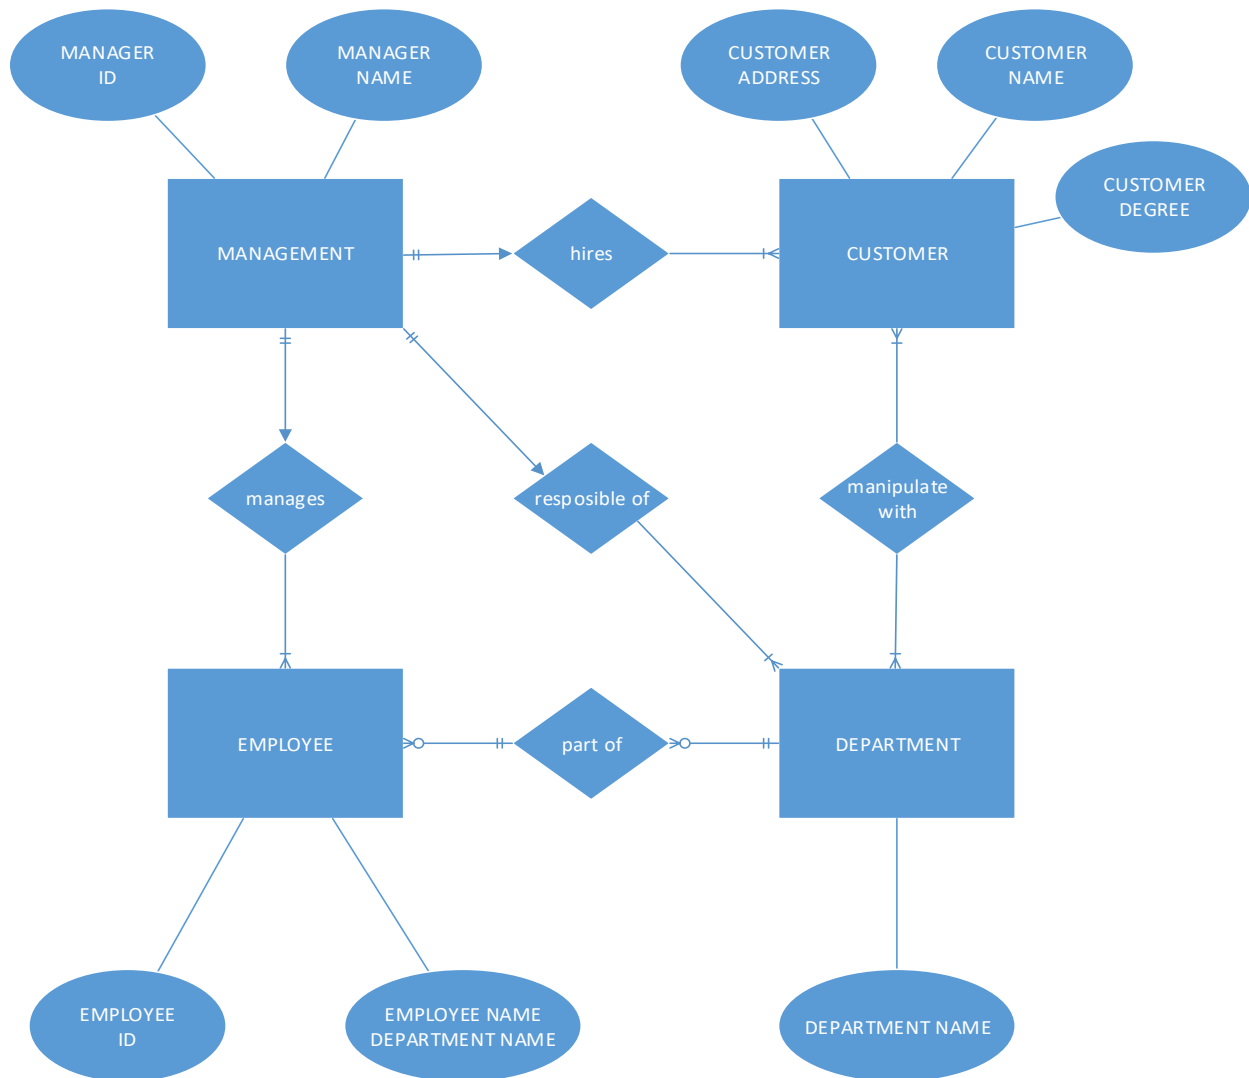 MANAGER
ID
MANAGER
NAME
CUSTOMER
ADDRESS
CUSTOMER
NAME
CUSTOMER
DEGREE
MANAGEMENT
hires
CUSTOMER
manages
resposible of
manipulate
with
EMPLOYEE
part of
DEPARTMENT
EMPLOYEE
ID
EMPLOYEE NAME
DEPARTMENT NAME
DEPARTMENT NAME